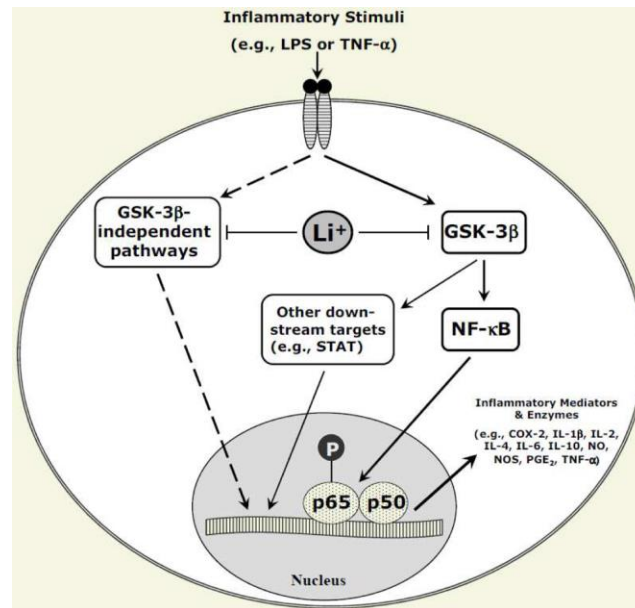 Inflammatory Stimuli
(e.g., LPS or TNF-α)
GSK-3β-
independent
pathways
Li⁺
GSK-3β
Other down-
stream targets
(e.g., STAT)
NF-κB
Inflammatory Mediators
& Enzymes
(e.g., COX-2, IL-1β, IL-2,
IL-4, IL-6, IL-10, NO,
NOS, PGE₂, TNF-α)
P
p65
p50
Nucleus